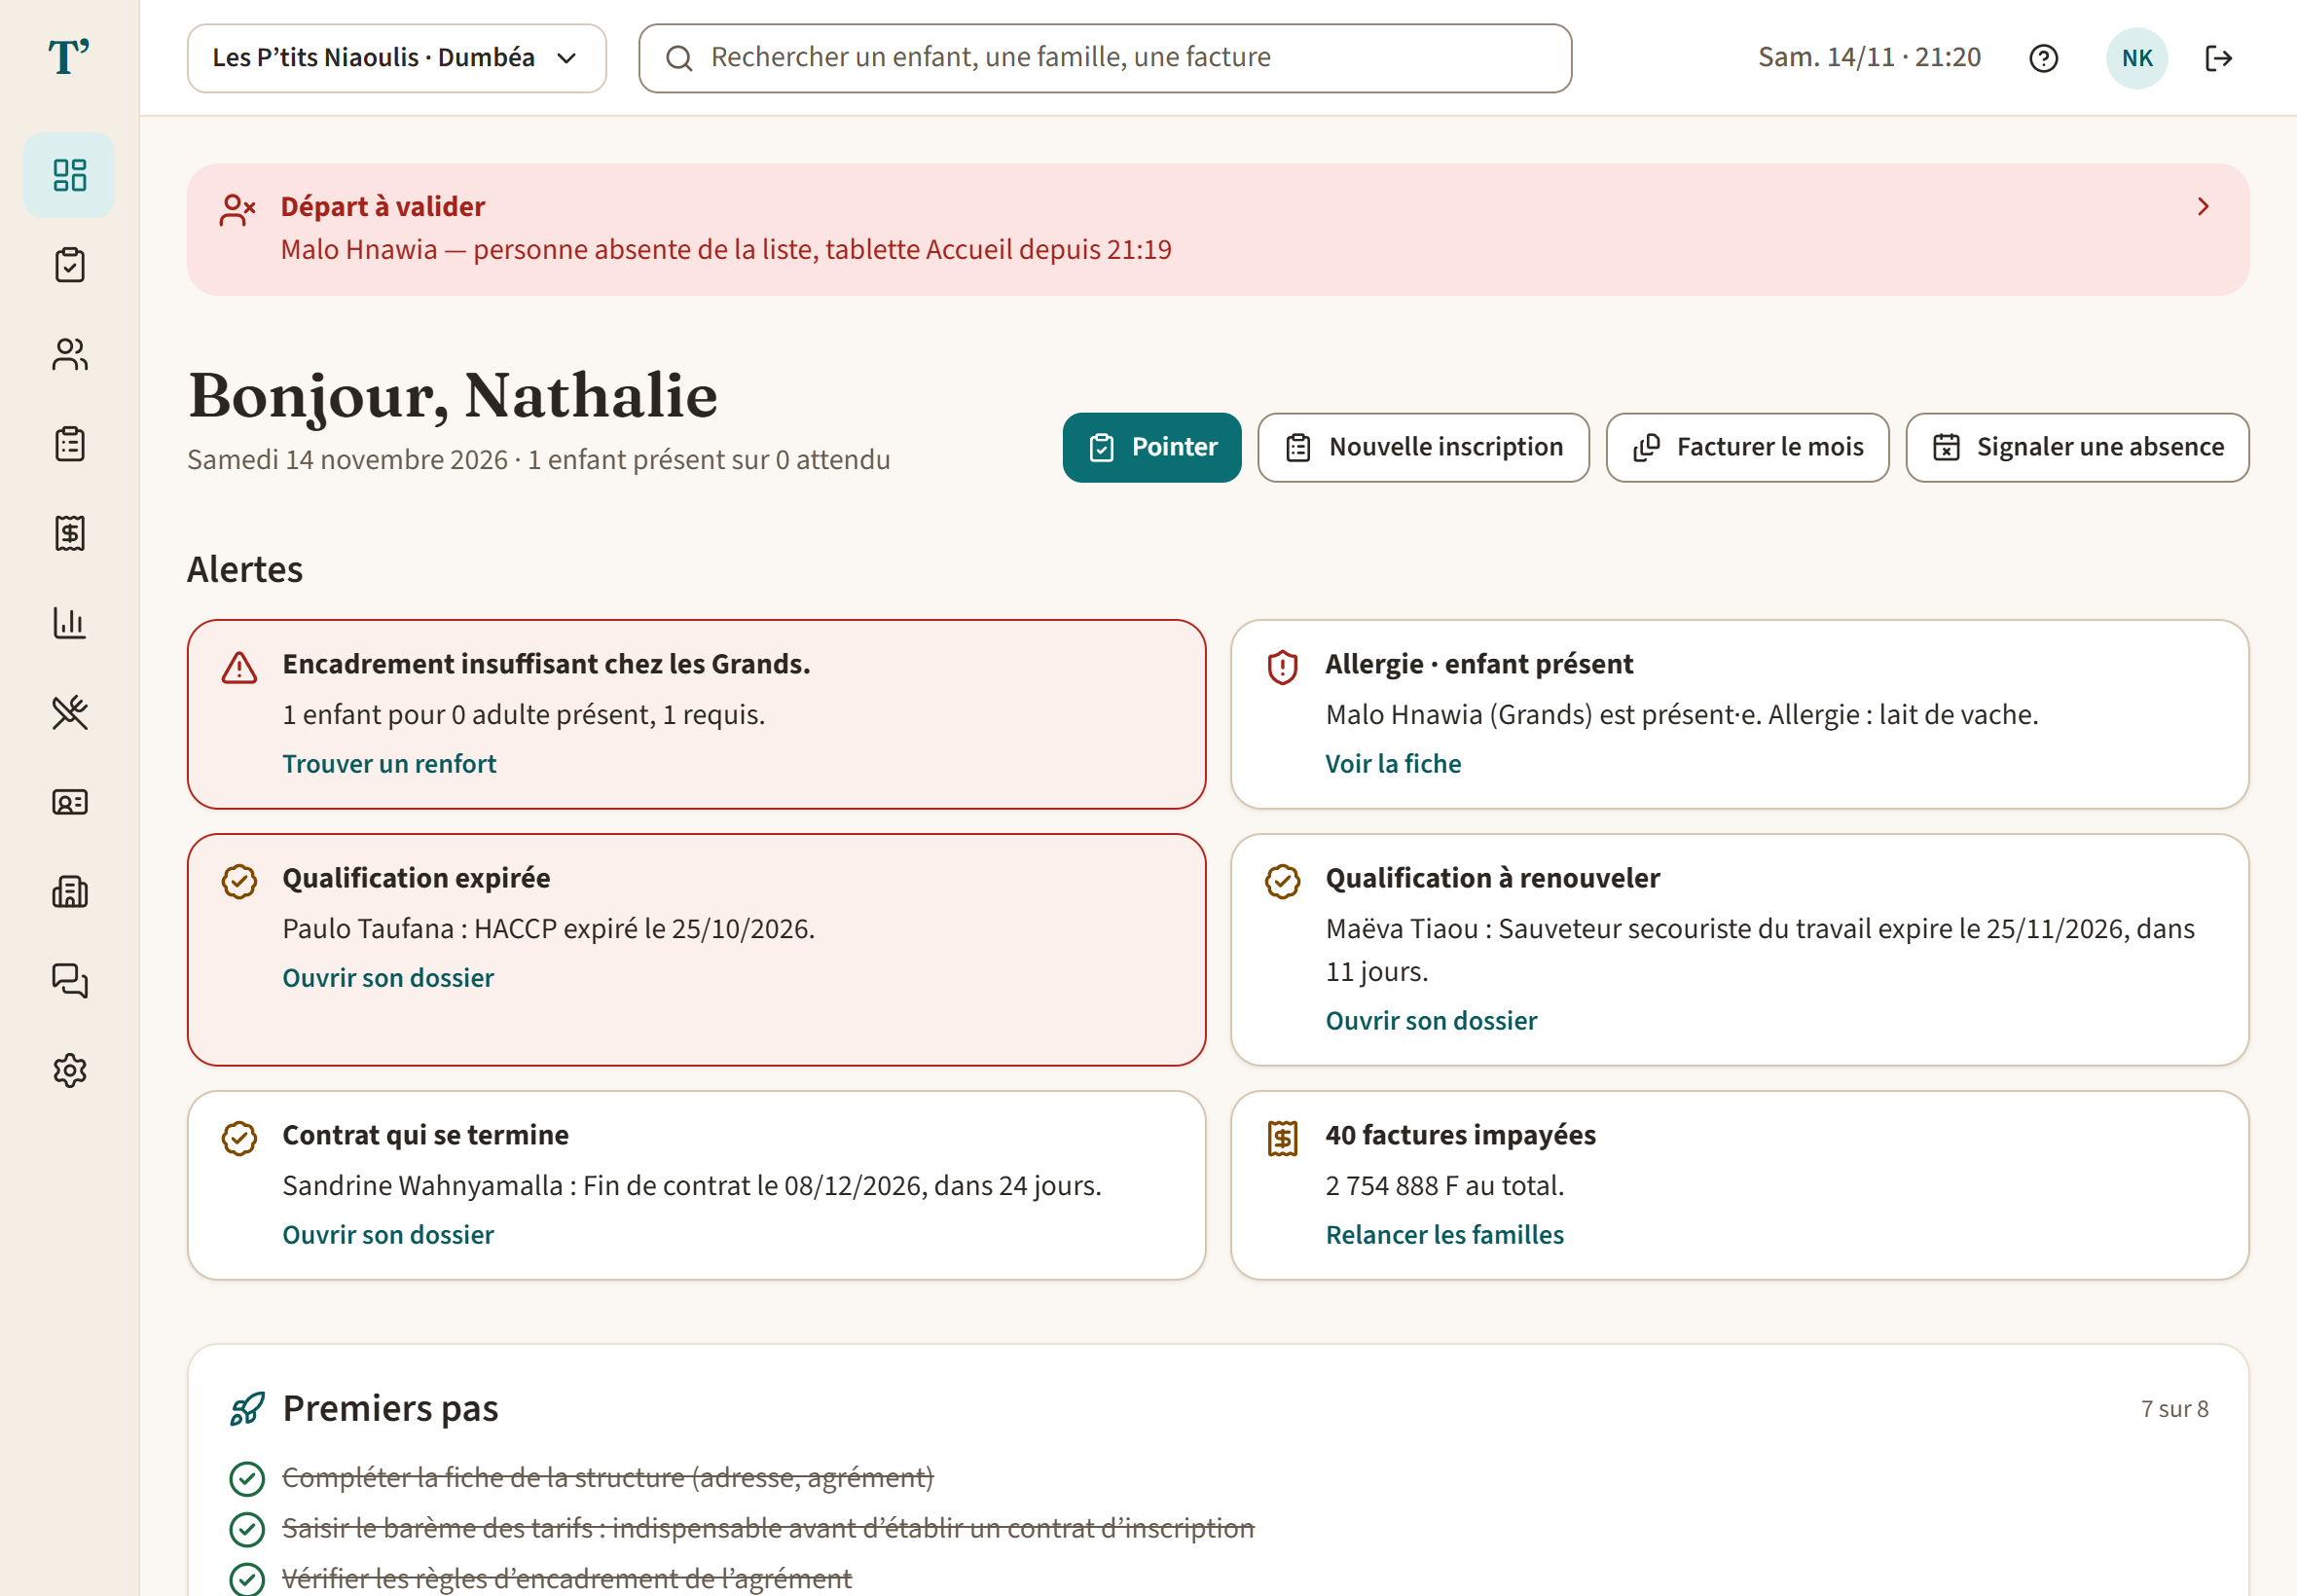 T’
Les P’tits Niaoulis · Dumbéa
Rechercher un enfant, une famille, une facture
Sam. 14/11 · 21:20
NK
Départ à valider
Malo Hnawia — personne absente de la liste, tablette Accueil depuis 21:19
Bonjour, Nathalie
Samedi 14 novembre 2026 · 1 enfant présent sur 0 attendu
Pointer
Nouvelle inscription
Facturer le mois
Signaler une absence
Alertes
Encadrement insuffisant chez les Grands.
1 enfant pour 0 adulte présent, 1 requis.
Trouver un renfort
Allergie · enfant présent
Malo Hnawia (Grands) est présent·e. Allergie : lait de vache.
Voir la fiche
Qualification expirée
Paulo Taufana : HACCP expiré le 25/10/2026.
Ouvrir son dossier
Qualification à renouveler
Maëva Tiaou : Sauveteur secouriste du travail expire le 25/11/2026, dans
11 jours.
Ouvrir son dossier
Contrat qui se termine
Sandrine Wahnyamalla : Fin de contrat le 08/12/2026, dans 24 jours.
Ouvrir son dossier
40 factures impayées
2 754 888 F au total.
Relancer les familles
Premiers pas
7 sur 8
Compléter la fiche de la structure (adresse, agrément)
Saisir le barème des tarifs : indispensable avant d’établir un contrat d’inscription
Vérifier les règles d’encadrement de l’agrément